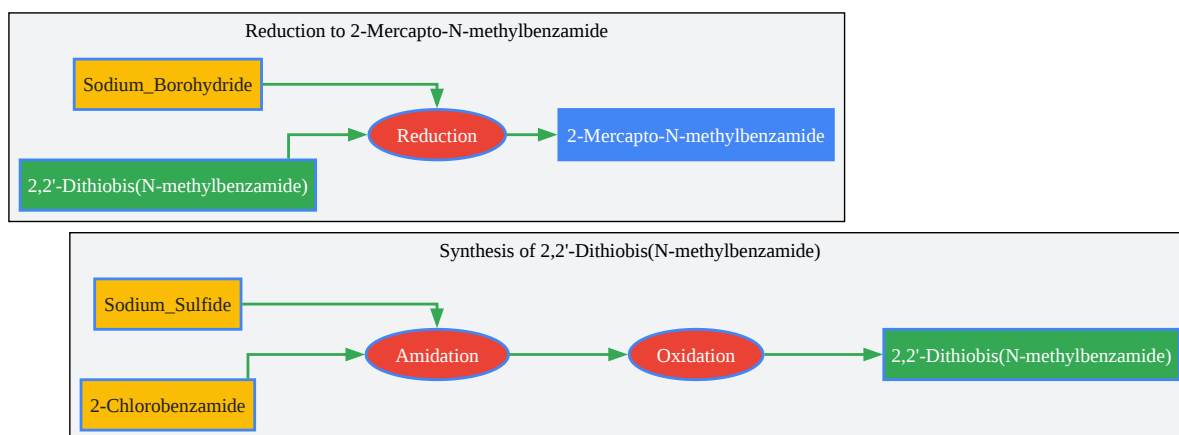 Reduction to 2-Mercapto-N-methylbenzamide
Sodium_Borohydride
Reduction
2-Mercapto-N-methylbenzamide
2,2'-Dithiobis(N-methylbenzamide)
Synthesis of 2,2'-Dithiobis(N-methylbenzamide)
Sodium_Sulfide
Amidation
Oxidation
2,2'-Dithiobis(N-methylbenzamide)
2-Chlorobenzamide